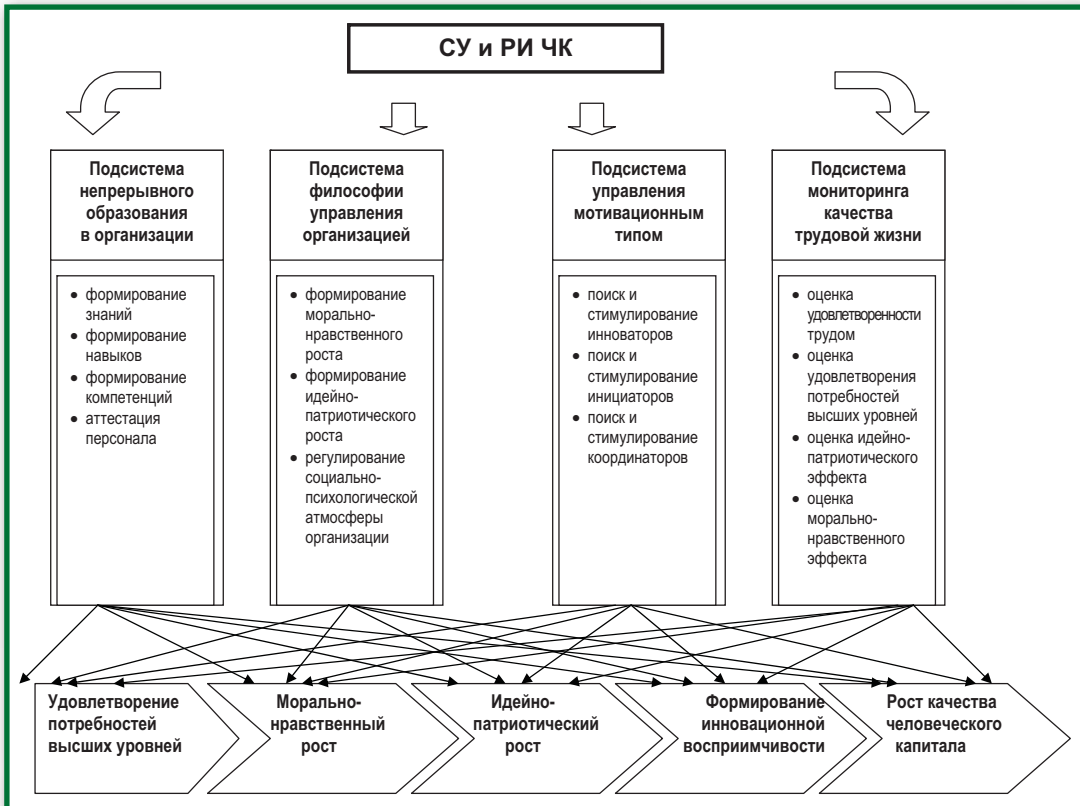 СУ и РИ ЧК
Подсистема
непрерывного
образования
в организации
Подсистема
философии
управления
организацией
Подсистема
управления
мотивационным
типом
Подсистема
мониторинга
качества
трудовой жизни
• формирование
знаний
• формирование
навыков
• формирование
компетенций
• аттестация
персонала
• формирование
морально-
нравственного
роста
• формирование
идейно-
патриотического
роста
• регулирование
социально-
психологической
атмосферы
организации
• поиск и
стимулирование
инноваторов
• поиск и
стимулирование
инициаторов
• поиск и
стимулирование
координаторов
• оценка
удовлетворенности
трудом
• оценка
удовлетворения
потребностей
высших уровней
• оценка идейно-
патриотического
эффекта
• оценка
морально-
нравственного
эффекта
Удовлетворение
потребностей
высших уровней
Морально-
нравственный
рост
Идейно-
патриотический
рост
Формирование
инновационной
восприимчивости
Рост качества
человеческого
капитала